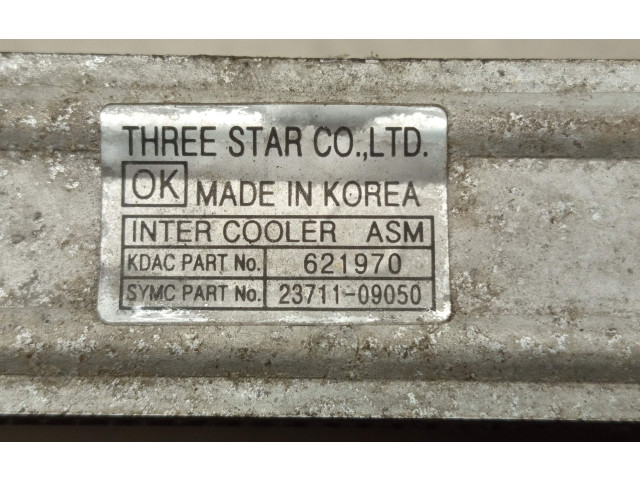 THREE STAR CO.,LTD.
OK MADE IN KOREA
INTER COOLER ASM
KDAC PART No. 621970
SYMC PART No. 23711-09050